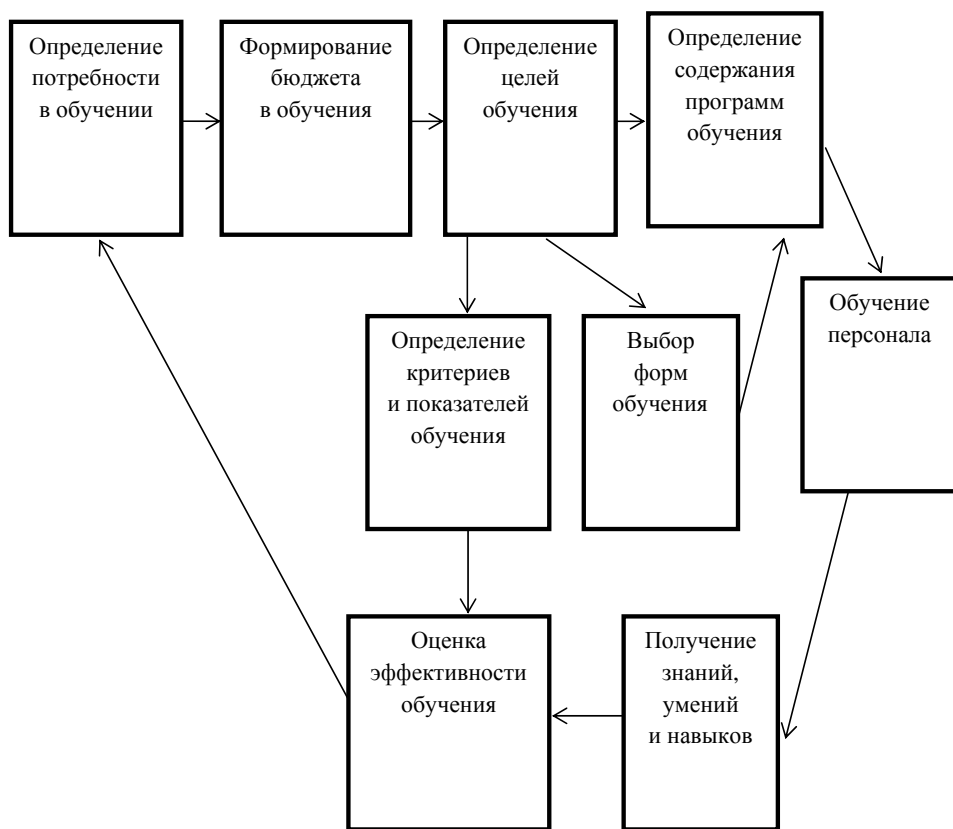 Определение
потребности
в обучении
Формирование
бюджета
в обучения
Определение
целей
обучения
Определение
содержания
программ
обучения
Обучение
персонала
Определение
критериев
и показателей
обучения
Выбор
форм
обучения
Оценка
эффективности
обучения
Получение
знаний,
умений
и навыков